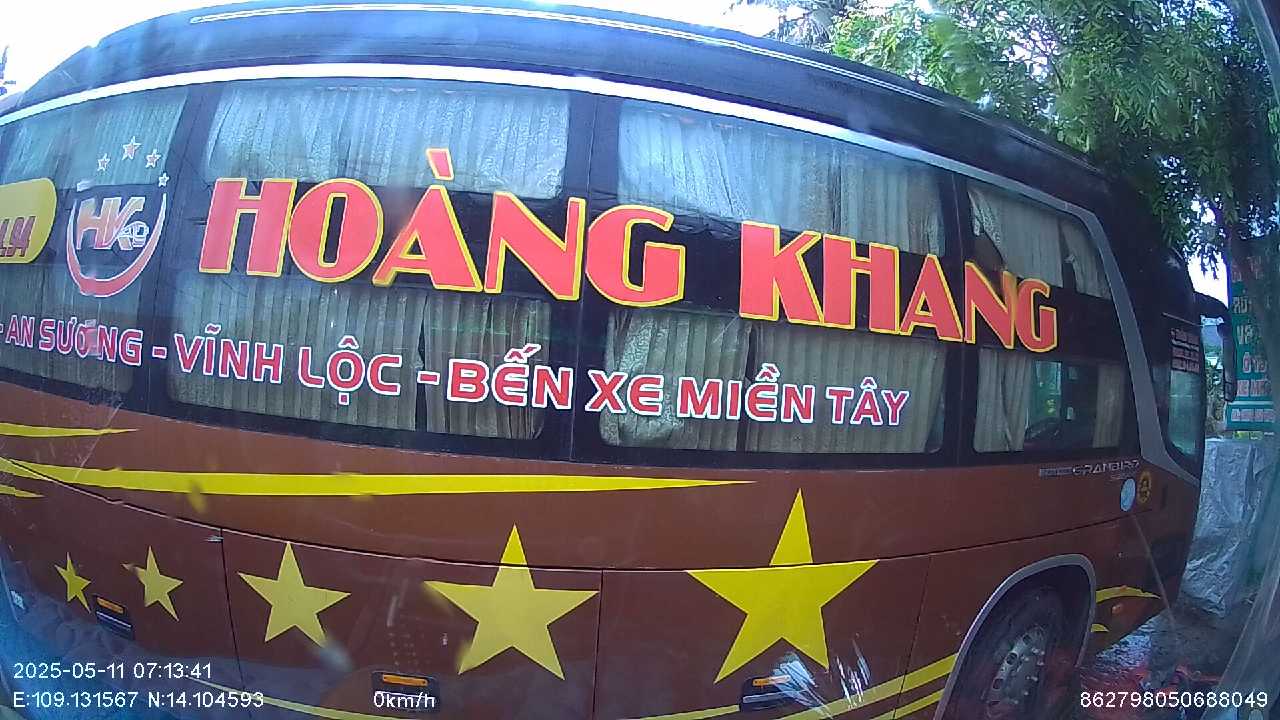 HK
HOÀNG KHANG
- AN SƯƠNG - VĨNH LỘC - BẾN XE MIỀN TÂY
GRANBIRD
2025-05-11 07:13:41
E:109.131567 N:14.104593
0km/h
862798050688049